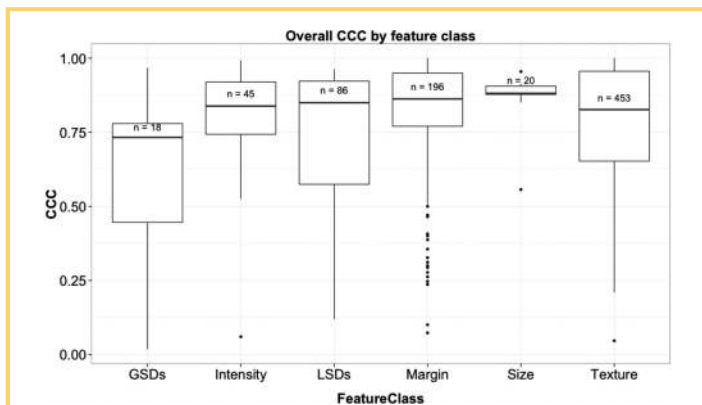 Overall CCC by feature class
1.00
0.75
0.50
0.25
0.00
CCC
n = 18
n = 45
n = 86
n = 196
n = 20
n = 453
GSDs
Intensity
LSDs
Margin
Size
Texture
FeatureClass